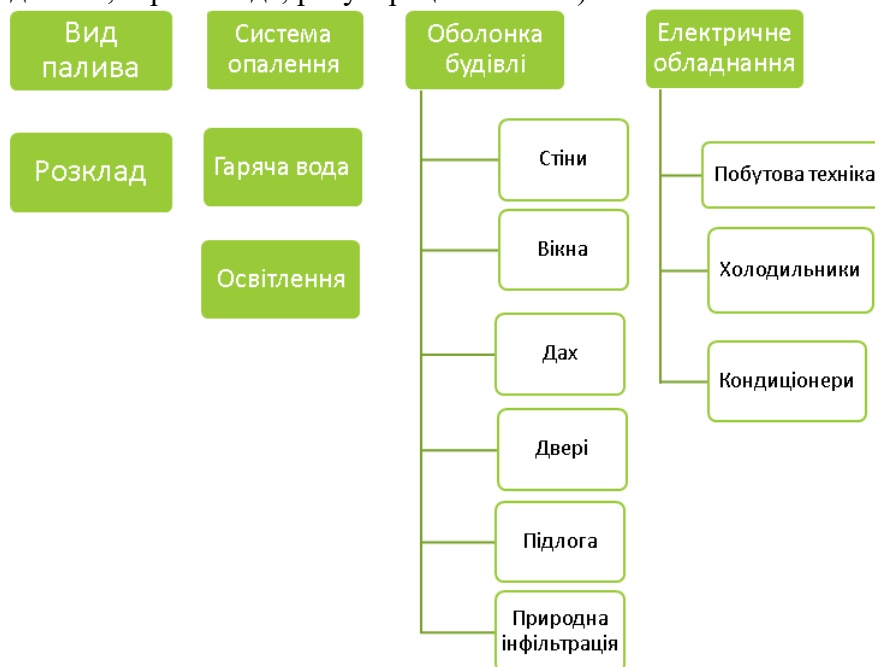 Вид
палива
Система
опалення
Оболонка
будівлі
Електричне
обладнання
Розклад
Гаряча вода
Освітлення
Стіни
Вікна
Дах
Двері
Підлога
Природна
інфільтрація
Побутова техніка
Холодильники
Кондиціонери